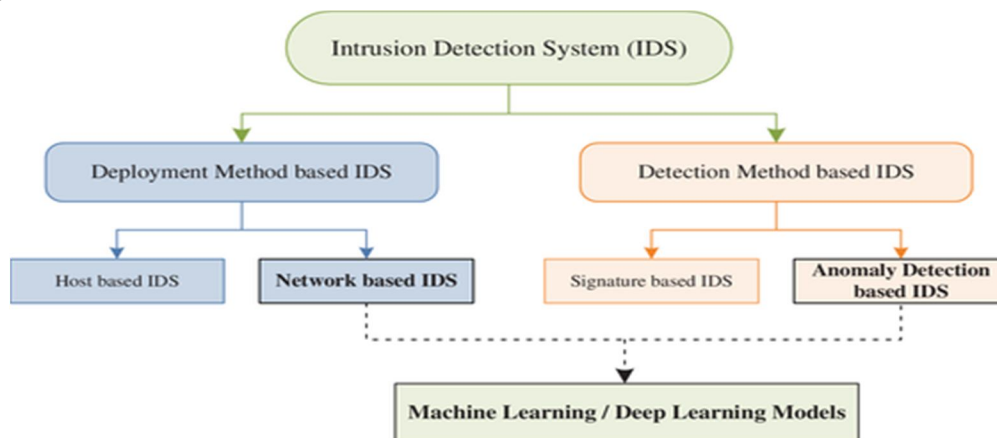 Intrusion Detection System (IDS)
Deployment Method based IDS
Detection Method based IDS
Host based IDS
Network based IDS
Signature based IDS
Anomaly Detection
based IDS
Machine Learning / Deep Learning Models